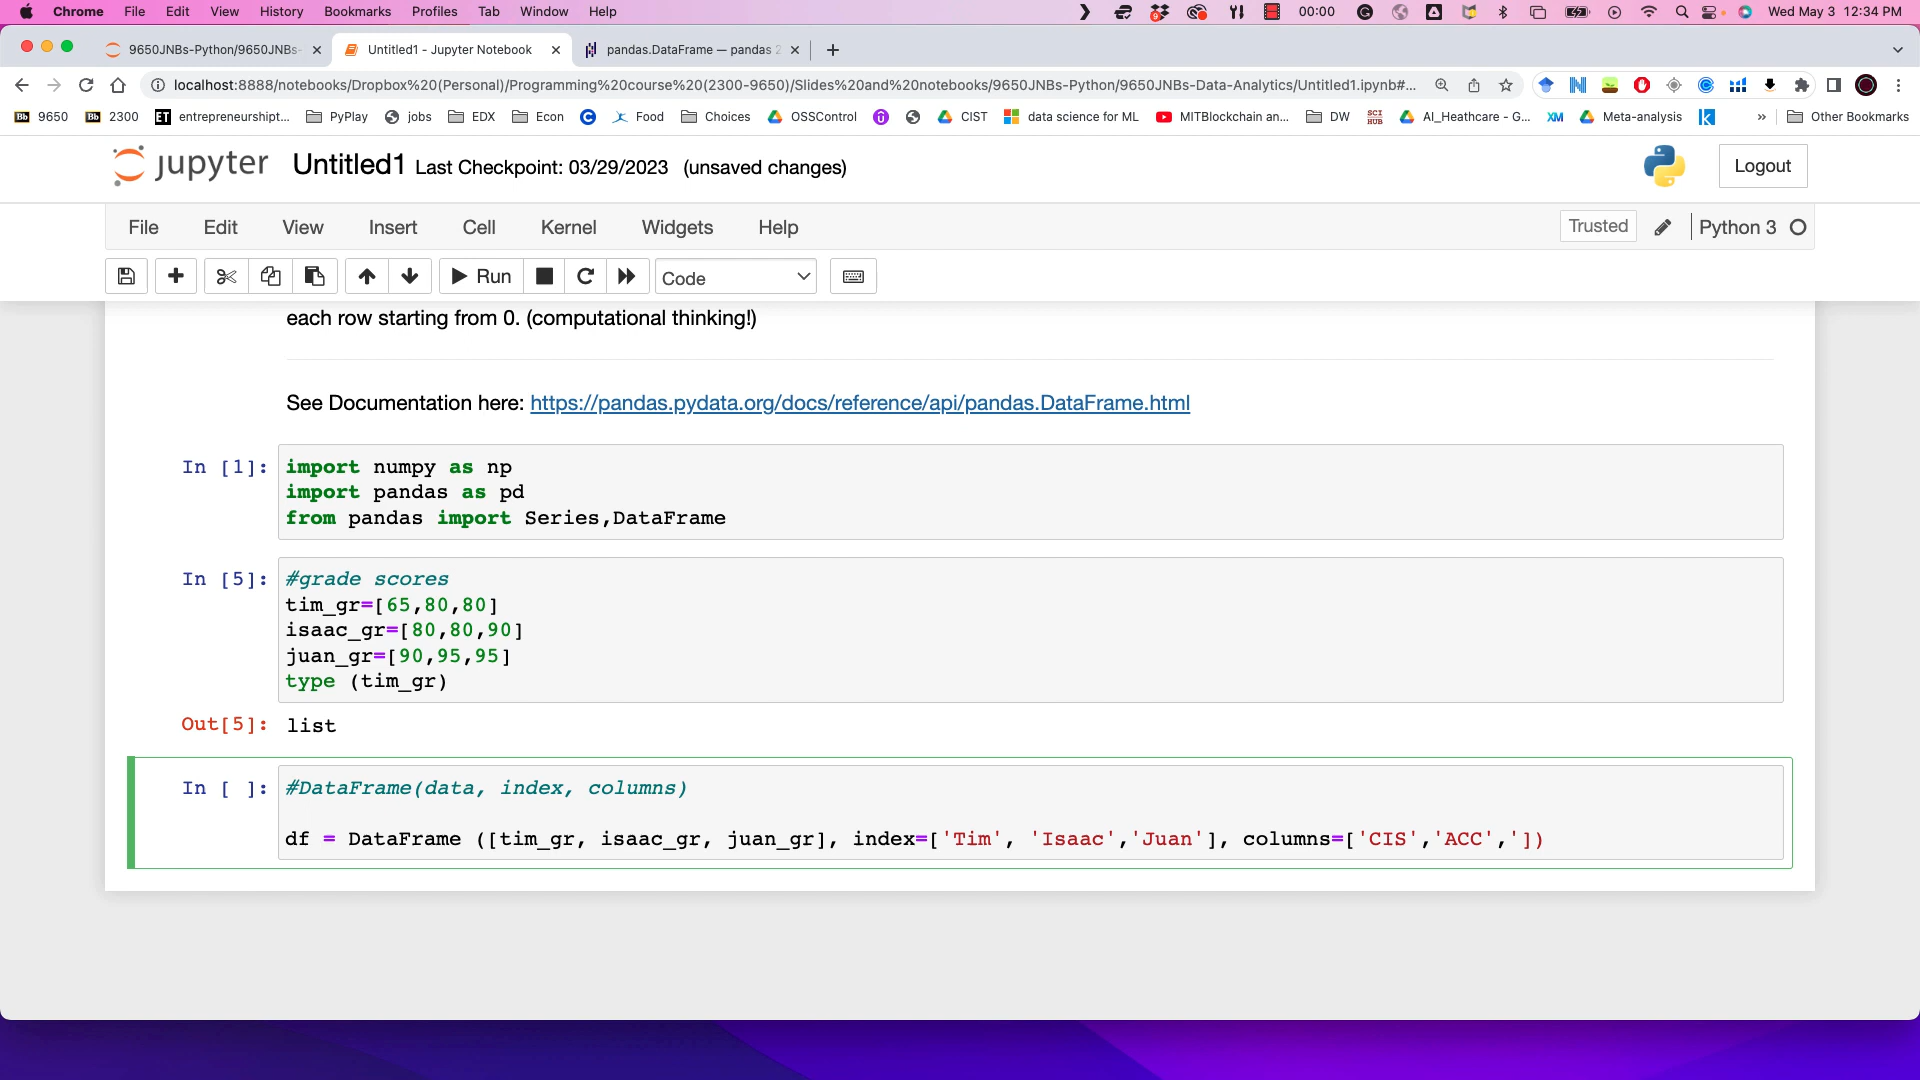 Chrome File Edit View History Bookmarks Profiles Tab Window Help 9 00:00 Wed May 3 12:34 PM
9650JNBs-Python/9650JNBs- Untitled1 - Jupyter Notebook pandas.DataFrame — pandas 2
localhost:8888/notebooks/Dropbox%20(Personal)/Programming%20course%20(2300-9650)/Slides%20and%20notebooks/9650JNBs-Python/9650JNBs-Data-Analytics/Untitled1.ipynb#...
Bb 9650 Bb 2300 ET entrepreneurshipt... PyPlay jobs EDX Econ Food Choices OSSControl CIST data science for ML MITBlockchain an... DW SCI HUB AI_Heathcare - G... XM Meta-analysis K » Other Bookmarks
jupyter Untitled1 Last Checkpoint: 03/29/2023 (unsaved changes) Logout
File Edit View Insert Cell Kernel Widgets Help Trusted Python 3
Run Code
each row starting from 0. (computational thinking!)
See Documentation here: https://pandas.pydata.org/docs/reference/api/pandas.DataFrame.html
In [1]: import numpy as np
import pandas as pd
from pandas import Series,DataFrame
In [5]: #grade scores
tim_gr=[65,80,80]
isaac_gr=[80,80,90]
juan_gr=[90,95,95]
type (tim_gr)
Out[5]: list
In [ ]: #DataFrame(data, index, columns)
df = DataFrame ([tim_gr, isaac_gr, juan_gr], index=['Tim', 'Isaac','Juan'], columns=['CIS','ACC','])